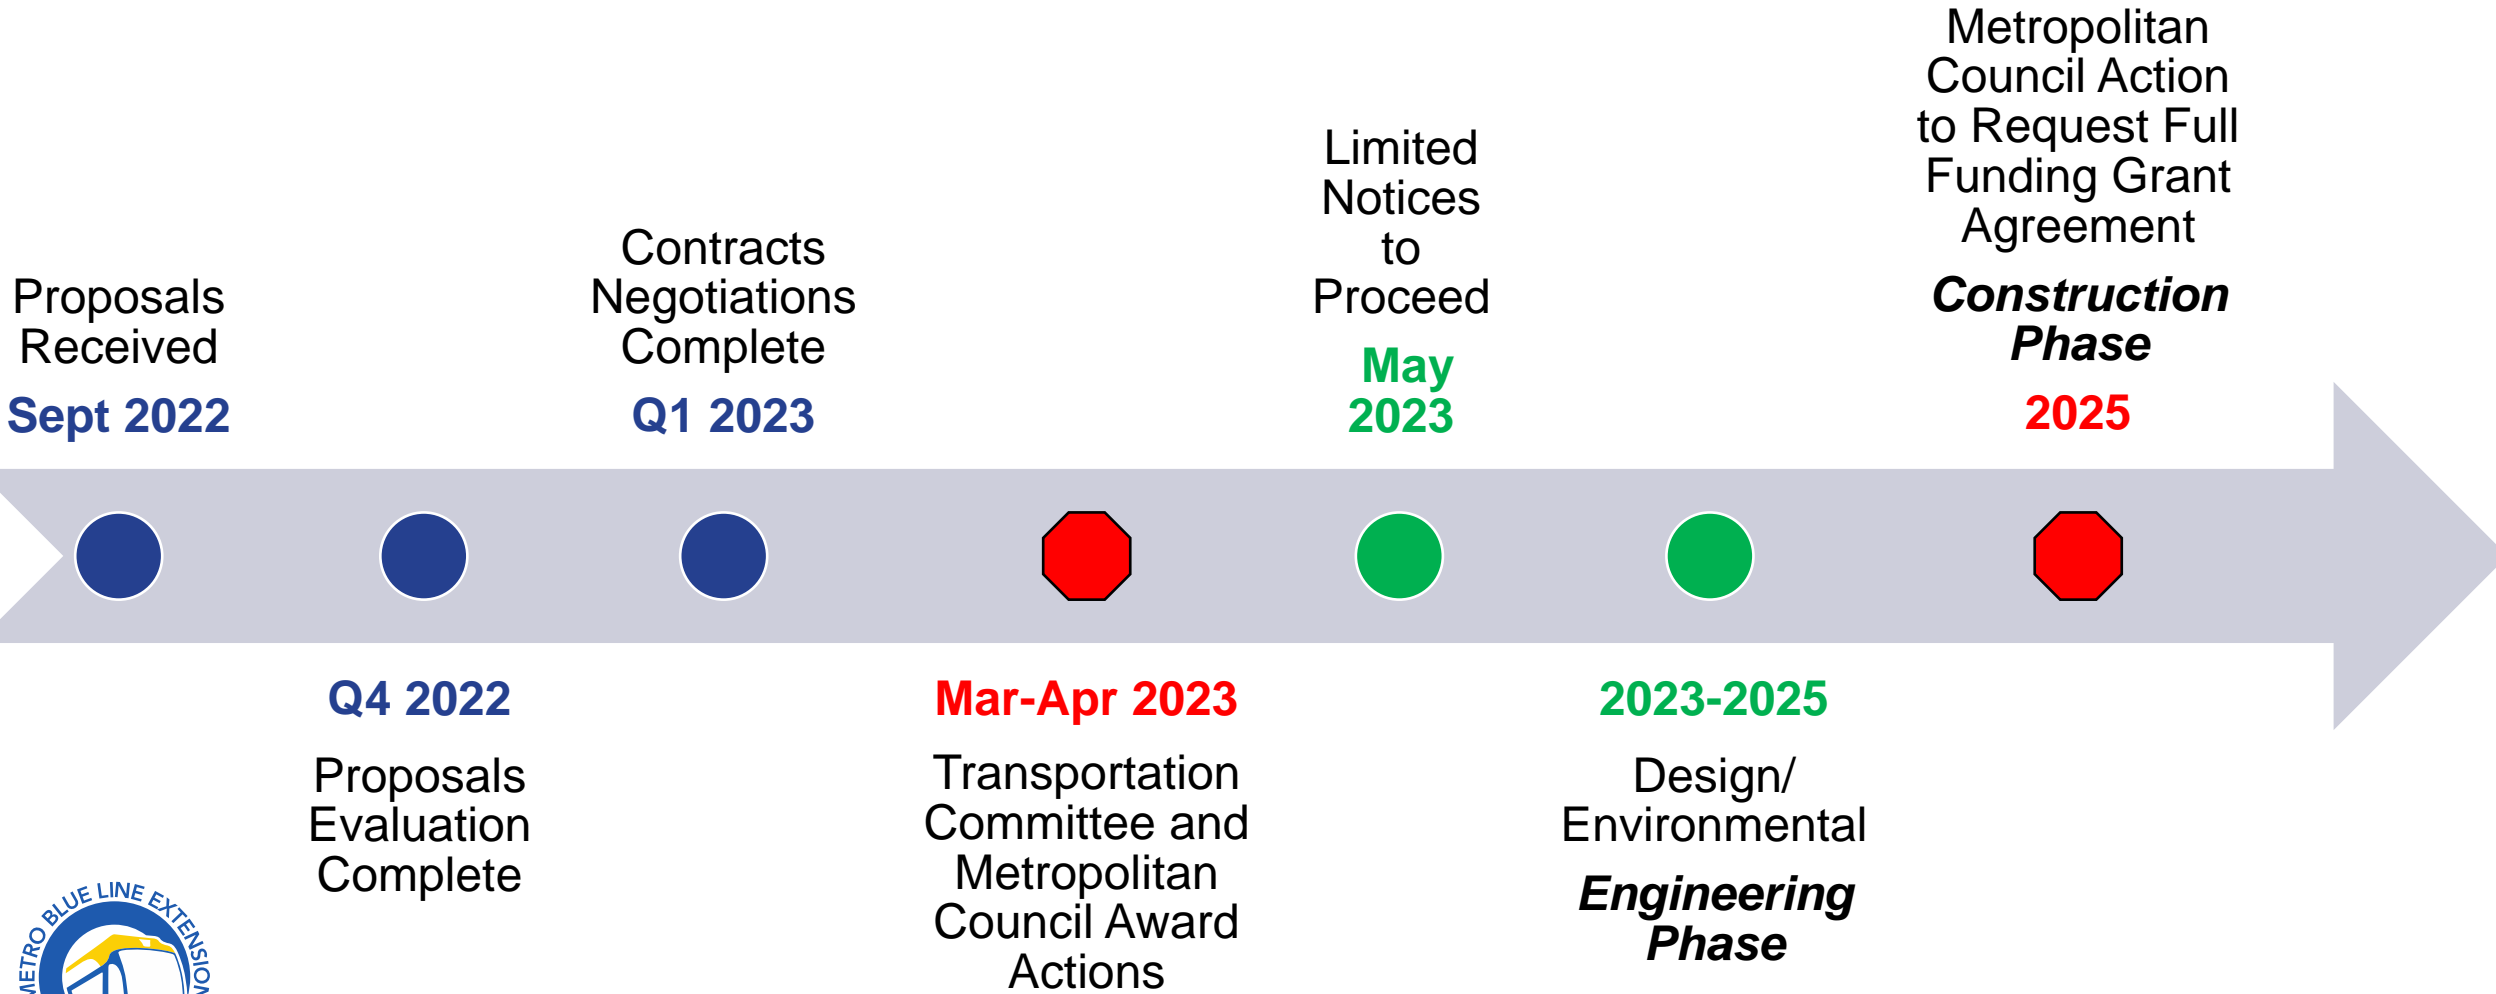 Proposals
Received
Sept 2022
Q4 2022
Proposals
Evaluation
Complete
Contracts
Negotiations
Complete
Q1 2023
Mar-Apr 2023
Transportation
Committee and
Metropolitan
Council Award
Actions
Limited
Notices
to
Proceed
May
2023
2023-2025
Design/
Environmental
Engineering
Phase
Metropolitan
Council Action
to Request Full
Funding Grant
Agreement
Construction
Phase
2025
METRO BLUE LINE EXTENSION